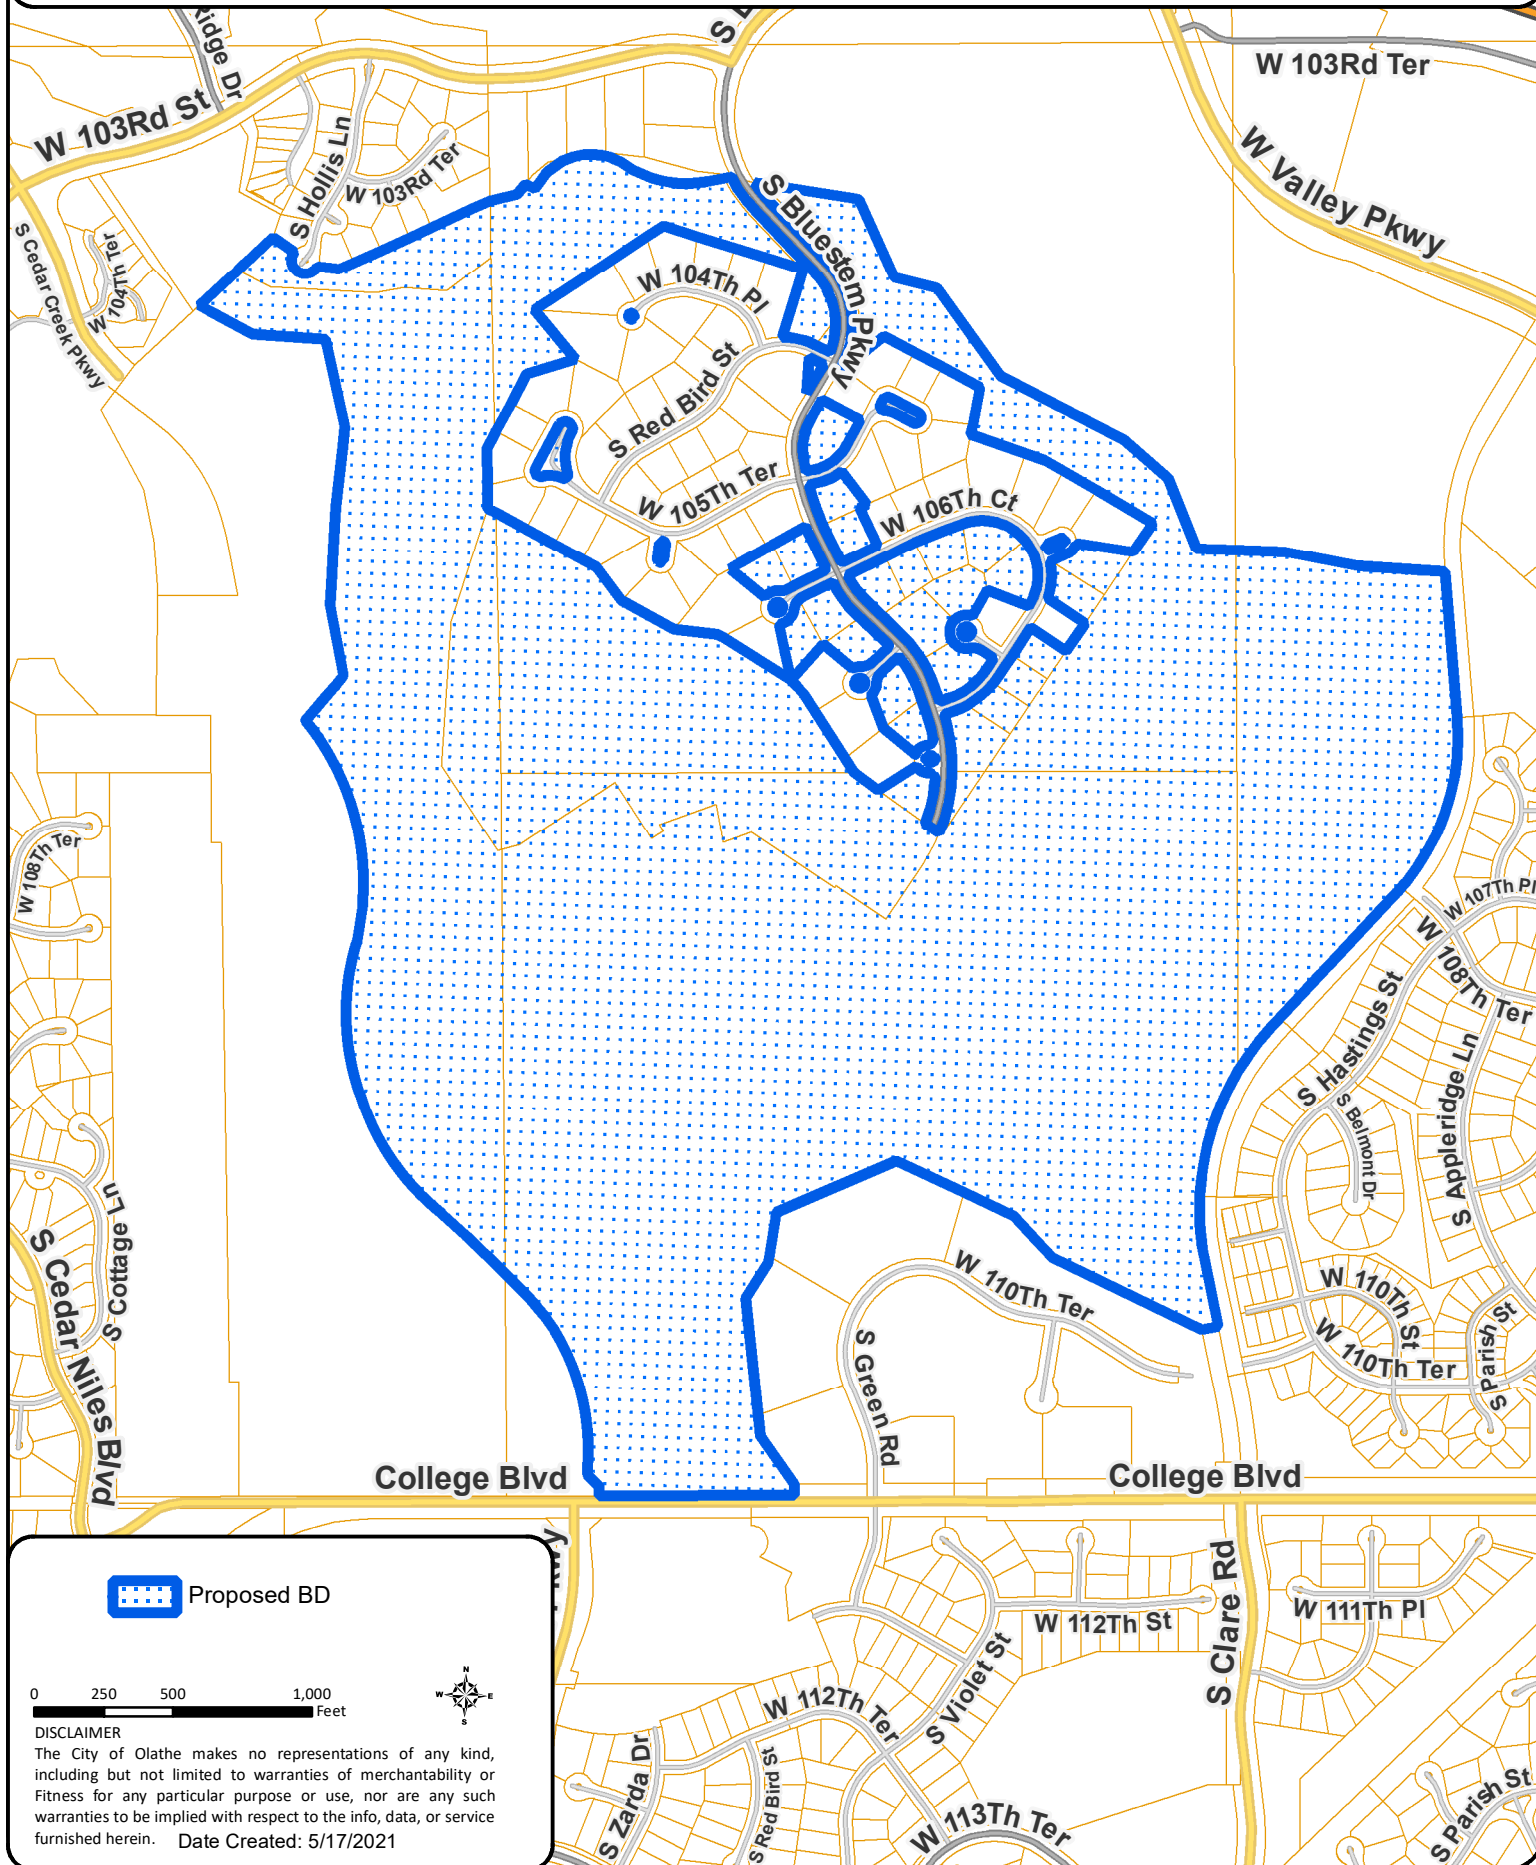 Ridge Dr
S
W 103Rd Ter
W 103Rd St
S Hollis Ln
W 103Rd Ter
W Valley Pkwy
S Cedar Creek Pkwy
W 104Th Ter
S Bluestem Pkwy
W 104Th Pl
S Red Bird St
W 105Th Ter
W 106Th Ct
W 108Th Ter
W 107Th Pl
W 108Th Ter
S Hastings St
S Belmont Dr
S Appleridge Ln
S Cottage Ln
S Cedar Niles Blvd
W 110Th Ter
W 110Th St
W 110Th Ter
S Parish St
S Green Rd
College Blvd
College Blvd
S Clare Rd
W 111Th Pl
W 112Th St
S Violet St
W 112Th Ter
S Zarda Dr
S Red Bird St
W 113Th Ter
S Parish St
Proposed BD
0 250 500 1,000
Feet
N
W E
S
DISCLAIMER
The City of Olathe makes no representations of any kind,
including but not limited to warranties of merchantability or
Fitness for any particular purpose or use, nor are any such
warranties to be implied with respect to the info, data, or service
furnished herein. Date Created: 5/17/2021